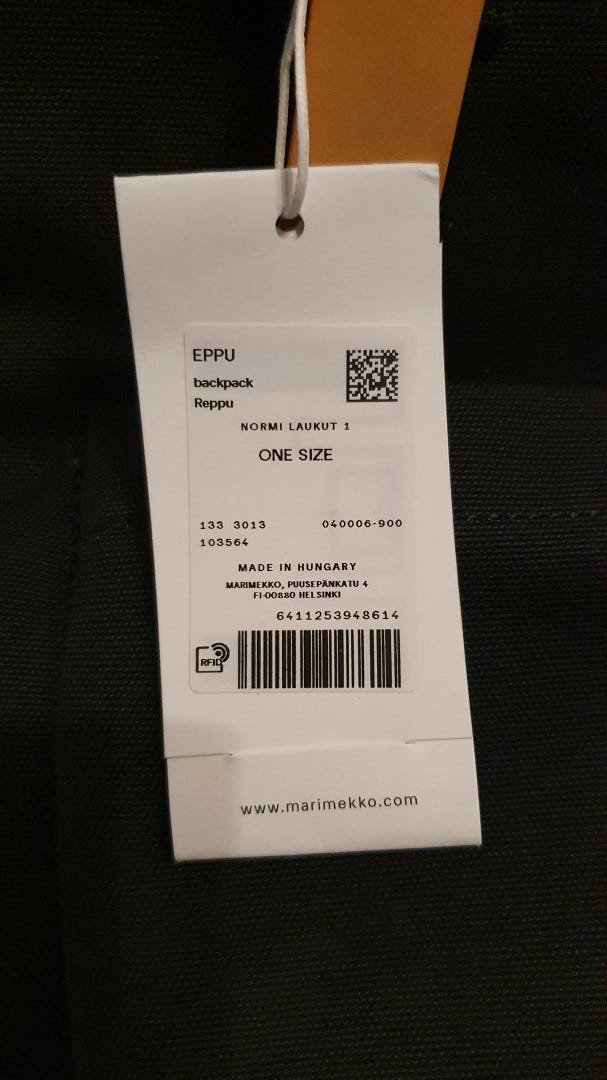 EPPU
backpack
Reppu
NORMI LAUKUT 1
ONE SIZE
133 3013 040006-900
103564
MADE IN HUNGARY
MARIMEKKO, PUUSEPÄNKATU 4
FI-00880 HELSINKI
6411253948614
RFID
www.marimekko.com